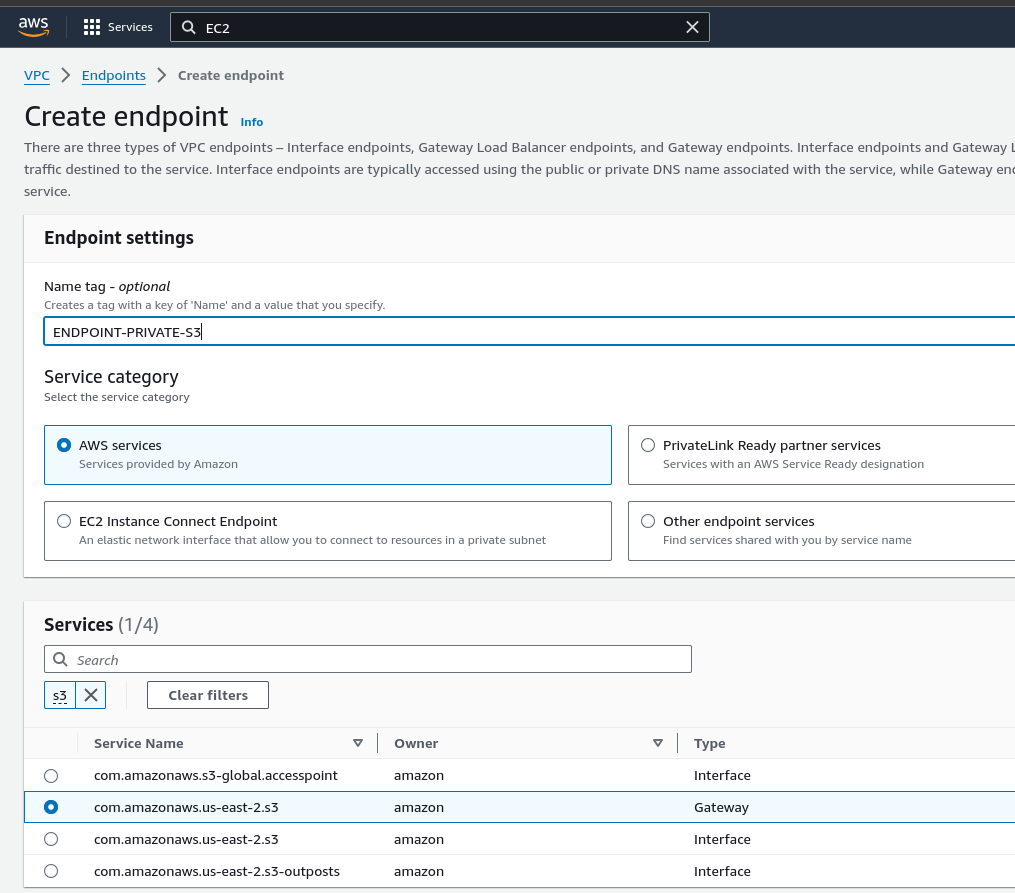 aws
Services
EC2
VPC > Endpoints > Create endpoint
Create endpoint Info
There are three types of VPC endpoints – Interface endpoints, Gateway Load Balancer endpoints, and Gateway endpoints. Interface endpoints and Gateway L
traffic destined to the service. Interface endpoints are typically accessed using the public or private DNS name associated with the service, while Gateway en
service.
Endpoint settings
Name tag - optional
Creates a tag with a key of 'Name' and a value that you specify.
ENDPOINT-PRIVATE-S3
Service category
Select the service category
AWS services
Services provided by Amazon
PrivateLink Ready partner services
Services with an AWS Service Ready designation
EC2 Instance Connect Endpoint
An elastic network interface that allow you to connect to resources in a private subnet
Other endpoint services
Find services shared with you by service name
Services (1/4)
Search
s3
Clear filters
Service Name Owner Type
com.amazonaws.s3-global.accesspoint amazon Interface
com.amazonaws.us-east-2.s3 amazon Gateway
com.amazonaws.us-east-2.s3 amazon Interface
com.amazonaws.us-east-2.s3-outposts amazon Interface